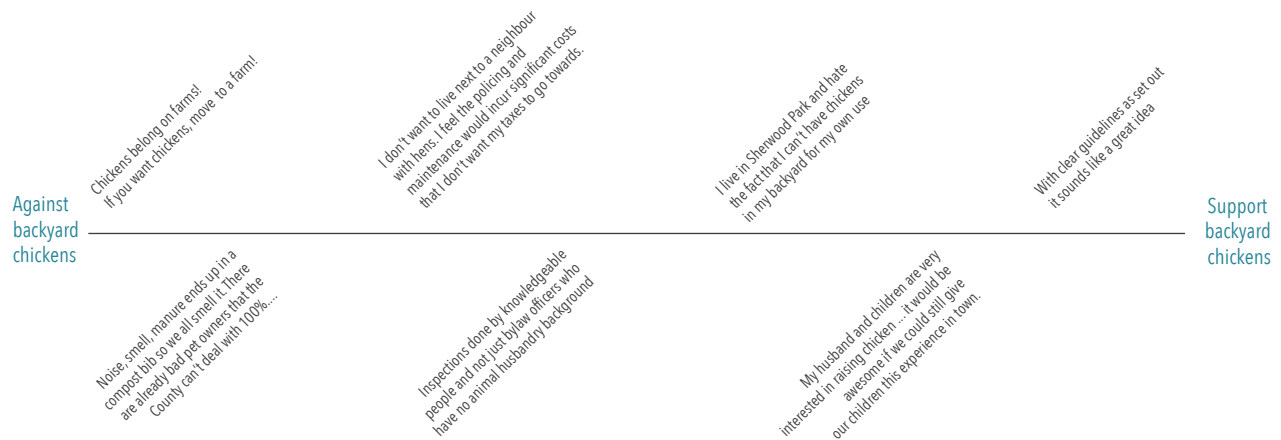 Chickens belong on farms!
If you want chickens, move to a farm!
I don't want to live next to a neighbour
with hens. I feel the policing and
maintenance would incur significant costs
that I don't want my taxes to go towards.
I live in Sherwood Park and hate
the fact that I can't have chickens
in my backyard for my own use
With clear guidelines as set out
it sounds like a great idea
Against
backyard
chickens
Support
backyard
chickens
Noise, smell, manure ends up in a
compost bib so we all smell it. There
are already bad pet owners that the
County can't deal with 100%....
Inspections done by knowledgeable
people and not just bylaw officers who
have no animal husbandry background
My husband and children are very
interested in raising chicken ... it would be
awesome if we could still give
our children this experience in town.